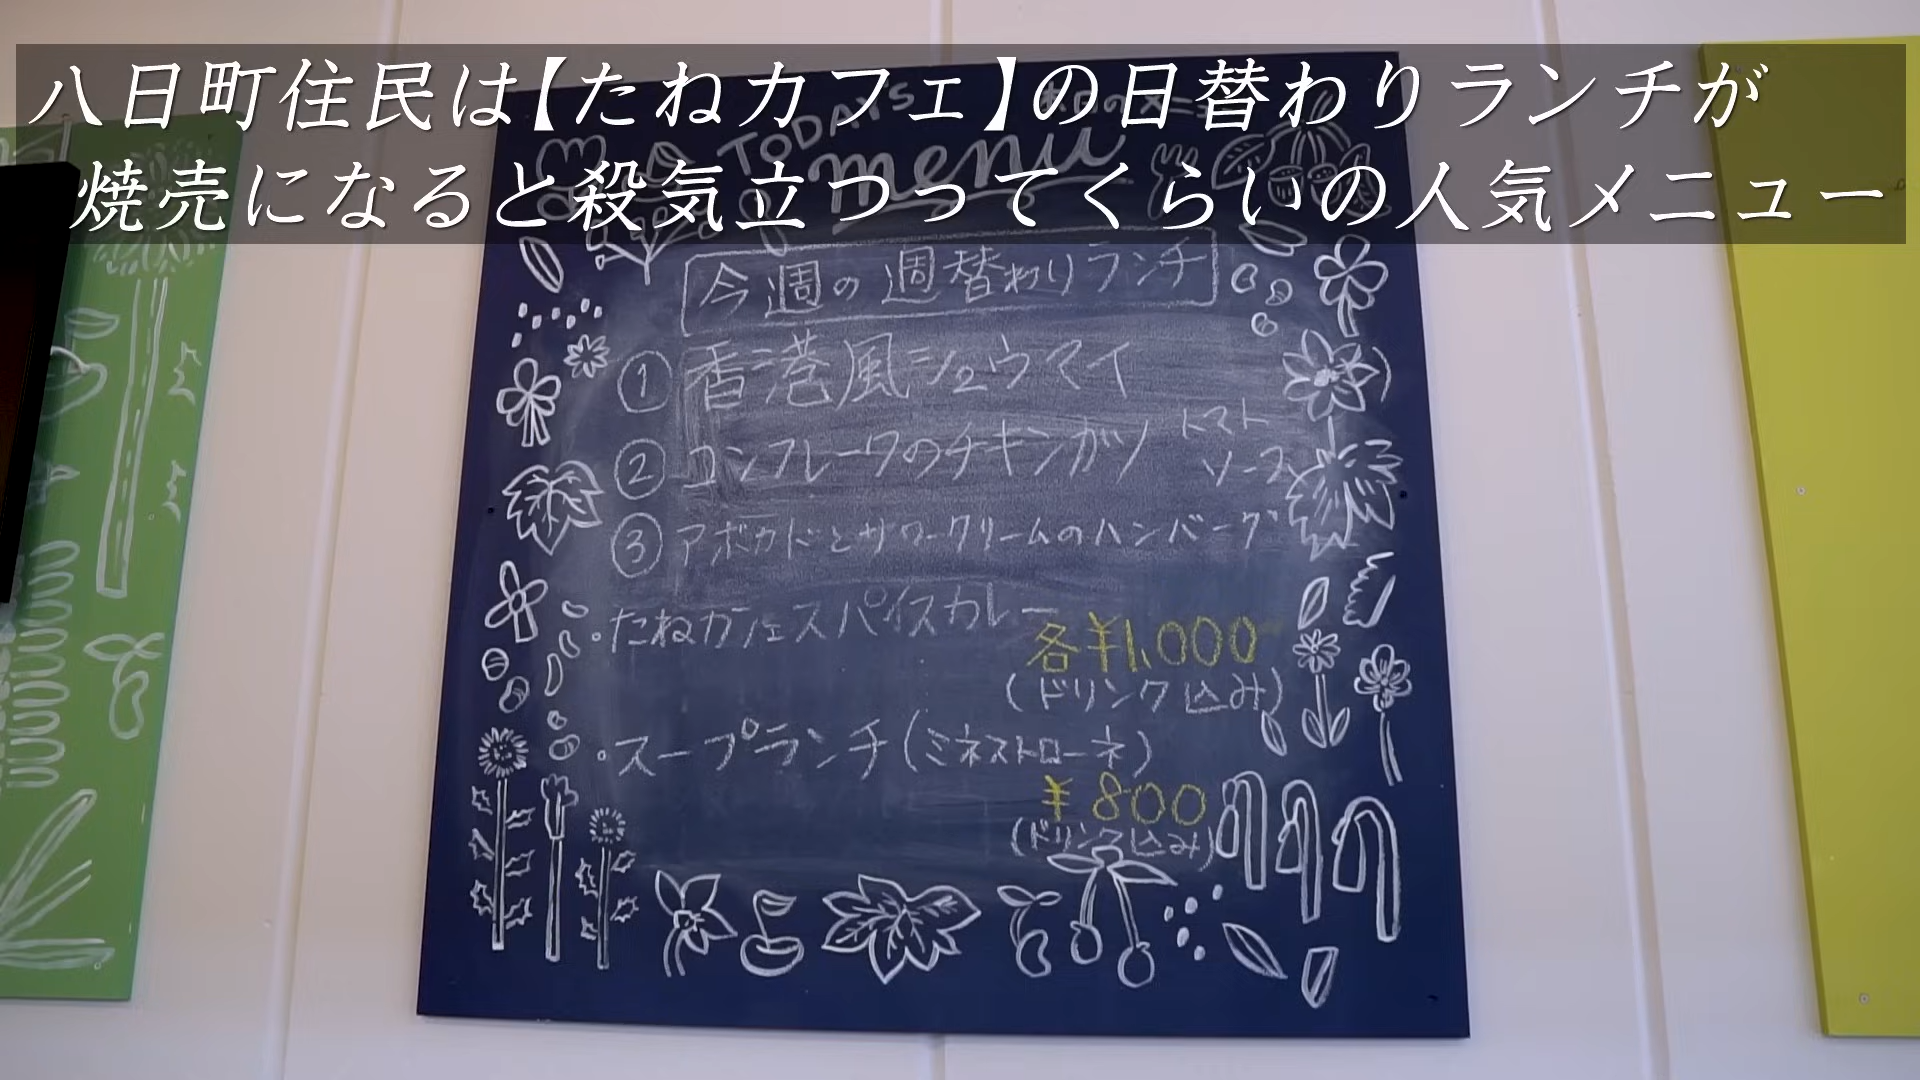 八日町住民は【たねカフェ】の日替わりランチが
焼売になると殺気立つつてくらいの人気メニュー
TODAY'S
menu
今週の週替わりランチ
① 香港風シュウマイ
② コンフレークのチキンカツ トマトソース
③ アボカドとサワークリームのハンバーグ
・たねカフェスパイスカレー
各¥1,000
(ドリンク込み)
・スープランチ(ミネストローネ)
¥800
(ドリンク込み)